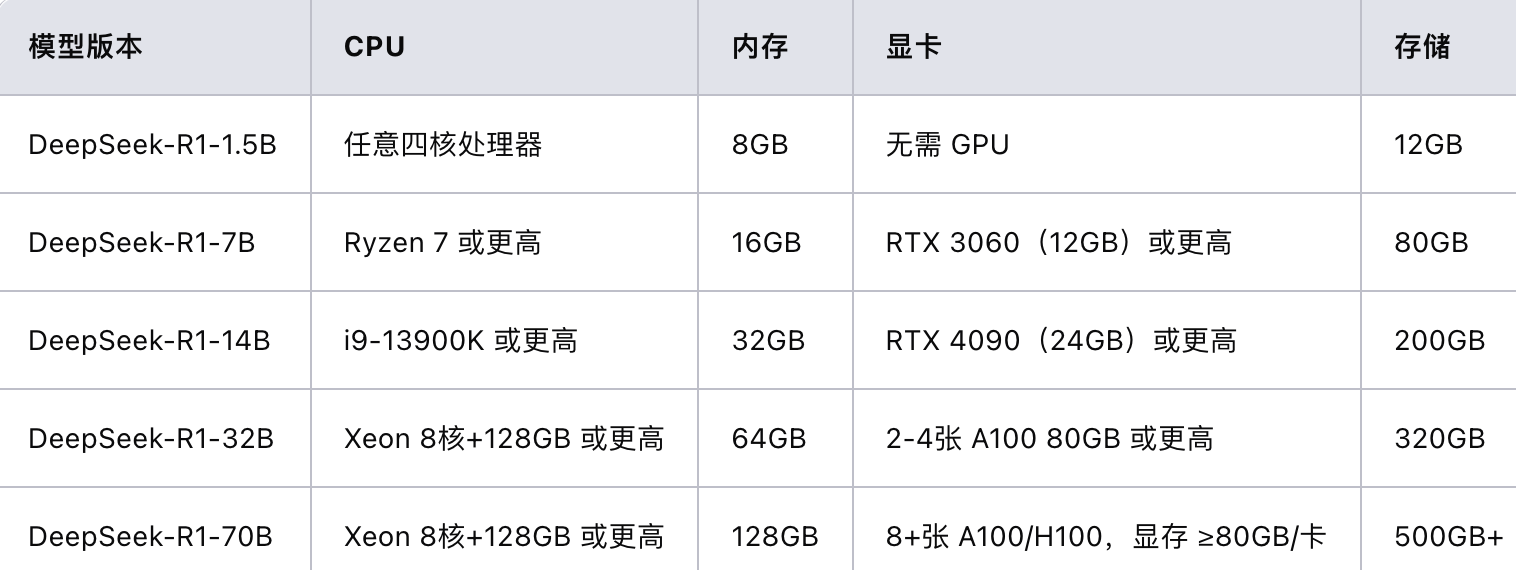 模型版本 CPU 内存 显卡 存储
DeepSeek-R1-1.5B 任意四核处理器 8GB 无需 GPU 12GB
DeepSeek-R1-7B Ryzen 7 或更高 16GB RTX 3060（12GB）或更高 80GB
DeepSeek-R1-14B i9-13900K 或更高 32GB RTX 4090（24GB）或更高 200GB
DeepSeek-R1-32B Xeon 8核+128GB 或更高 64GB 2-4张 A100 80GB 或更高 320GB
DeepSeek-R1-70B Xeon 8核+128GB 或更高 128GB 8+张 A100/H100，显存 ≥80GB/卡 500GB+